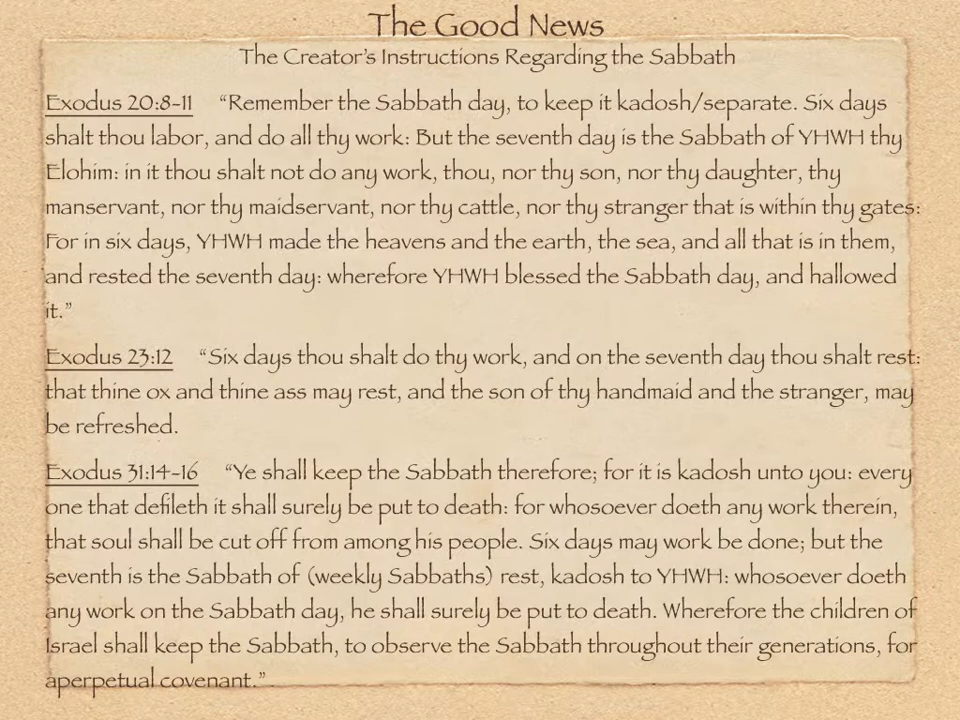 The Good News
The Creator's Instructions Regarding the Sabbath
Exodus 20:8-11 “Remember the Sabbath day, to keep it kadosh/separate. Six days
shalt thou labor, and do all thy work: But the seventh day is the Sabbath of YHWH thy
Elohim: in it thou shalt not do any work, thou, nor thy son, nor thy daughter, thy
manservant, nor thy maidservant, nor thy cattle, nor thy stranger that is within thy gates:
For in six days, YHWH made the heavens and the earth, the sea, and all that is in them,
and rested the seventh day: wherefore YHWH blessed the Sabbath day, and hallowed
it.”
Exodus 23:12 “Six days thou shalt do thy work, and on the seventh day thou shalt rest:
that thine ox and thine ass may rest, and the son of thy handmaid and the stranger, may
be refreshed.
Exodus 31:14-16 “Ye shall keep the Sabbath therefore; for it is kadosh unto you: every
one that defileth it shall surely be put to death: for whosoever doeth any work therein,
that soul shall be cut off from among his people. Six days may work be done; but the
seventh is the Sabbath of (weekly Sabbaths) rest, kadosh to YHWH: whosoever doeth
any work on the Sabbath day, he shall surely be put to death. Wherefore the children of
Israel shall keep the Sabbath, to observe the Sabbath throughout their generations, for
aperpetual covenant.”